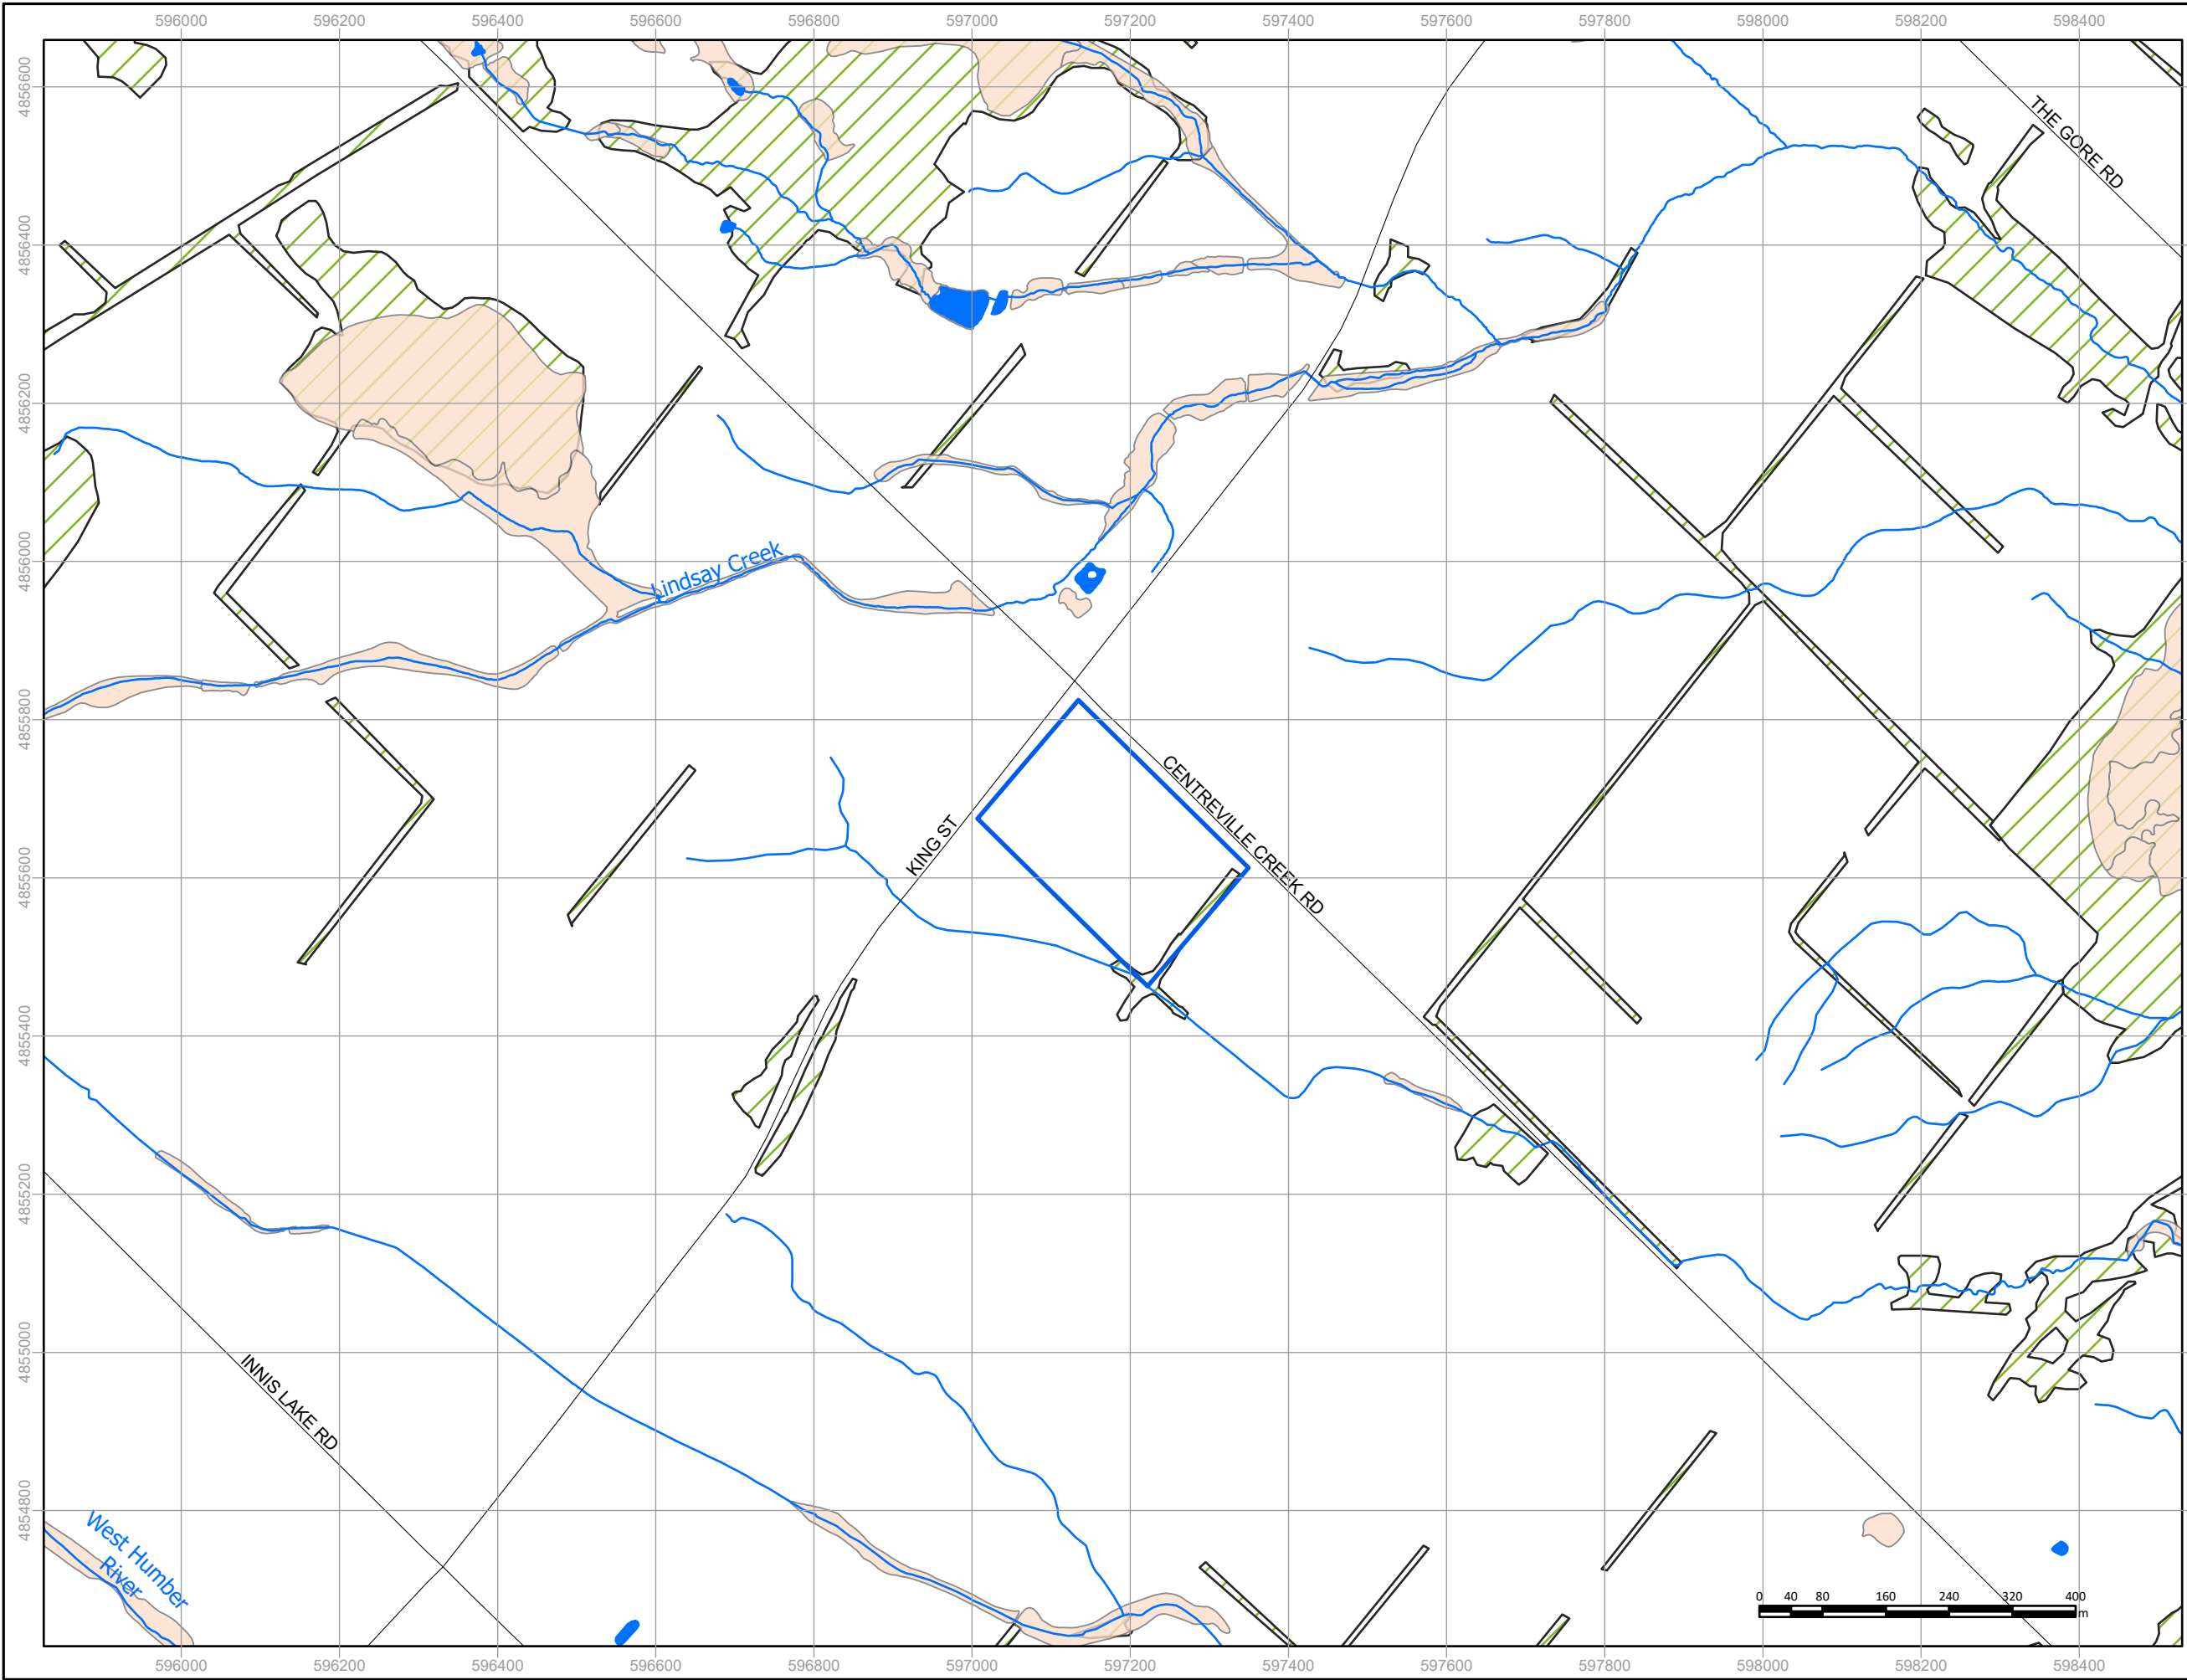 596000 596200 596400 596600 596800 597000 597200 597400 597600 597800 598000 598200 598400
4856600
4856400
4856200
4856000
4855800
4855600
4855400
4855200
4855000
4854800
THE GORE RD
Lindsay Creek
CENTREVILLE CREEK RD
KING ST
INNIS LAKE RD
West Humber
River
0 40 80 160 240 320 400
m
596000 596200 596400 596600 596800 597000 597200 597400 597600 597800 598000 598200 598400